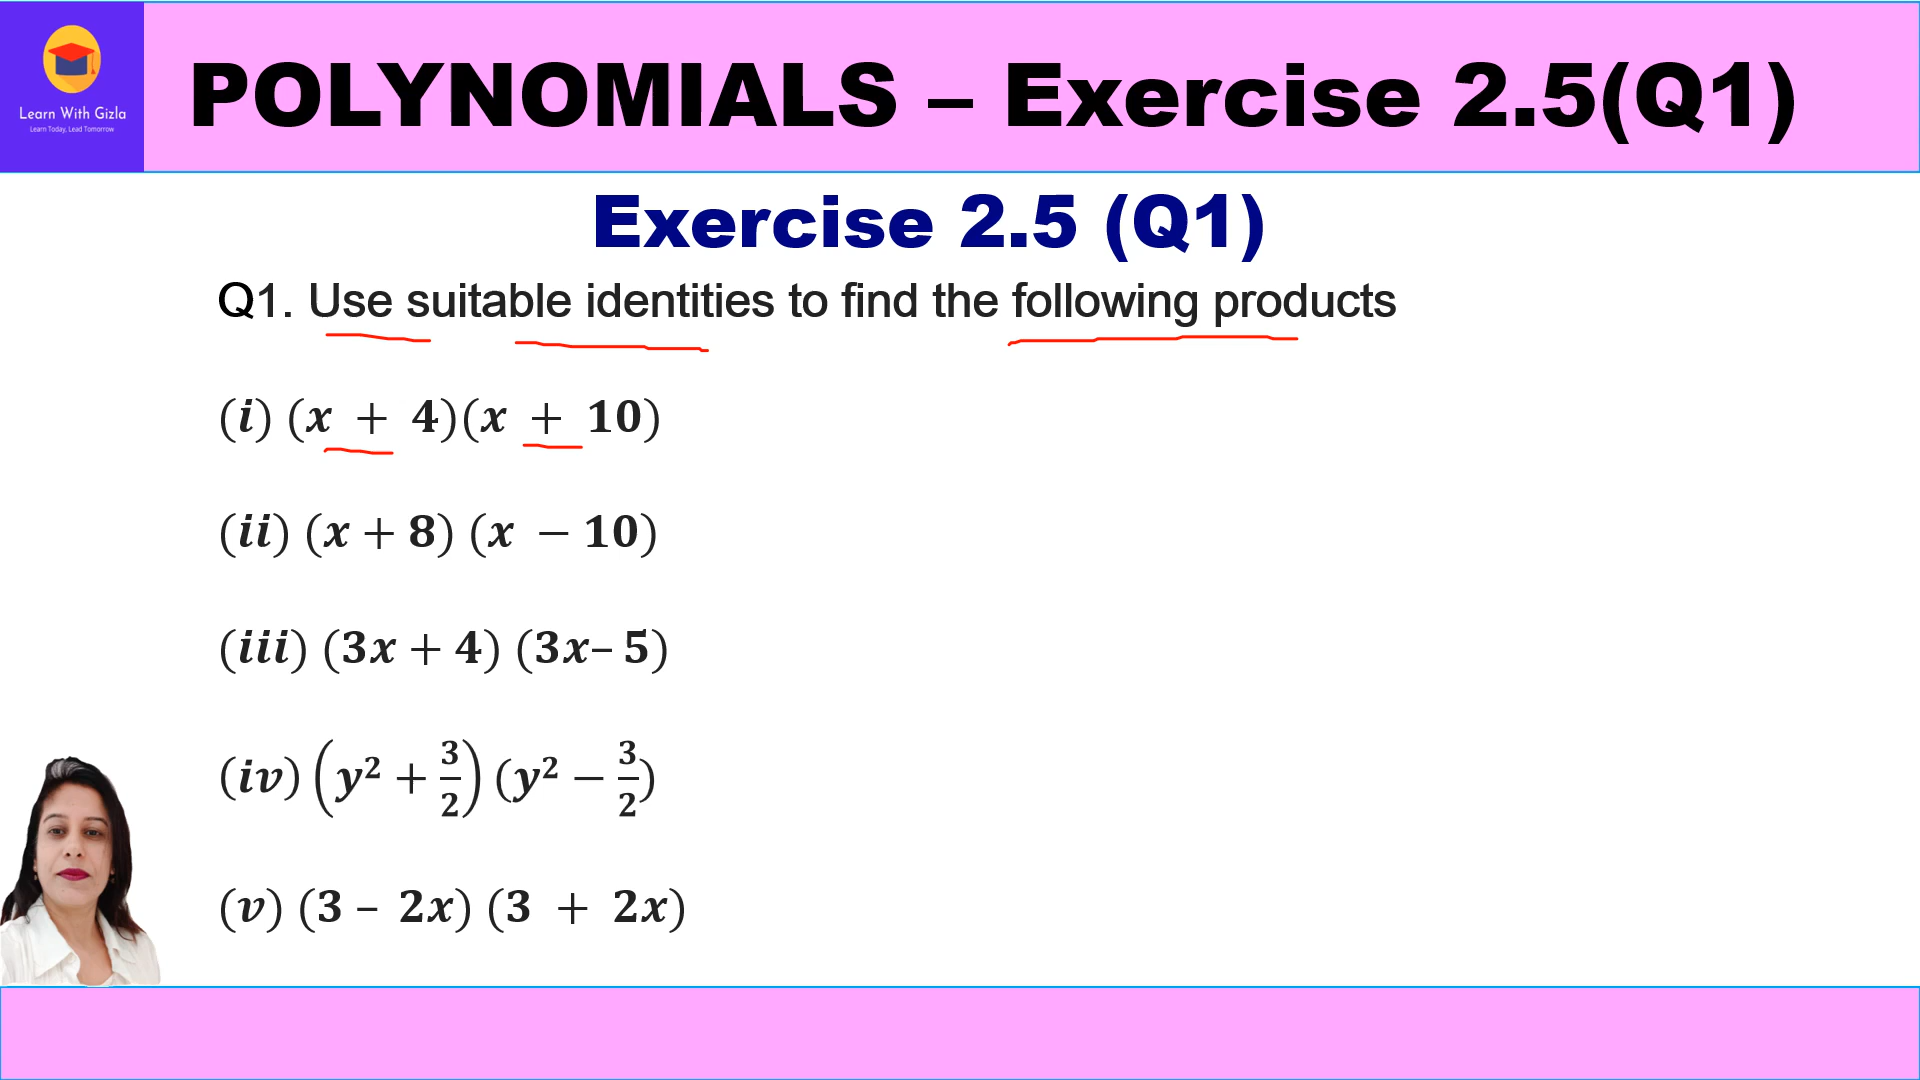 Learn With Gizla
Learn Today, Lead Tomorrow
POLYNOMIALS – Exercise 2.5(Q1)
Exercise 2.5 (Q1)
Q1. Use suitable identities to find the following products
(i) (x + 4)(x + 10)
(ii) (x + 8) (x – 10)
(iii) (3x + 4) (3x– 5)
(iv) (y² + 3/2) (y² − 3/2)
(v) (3 – 2x) (3 + 2x)